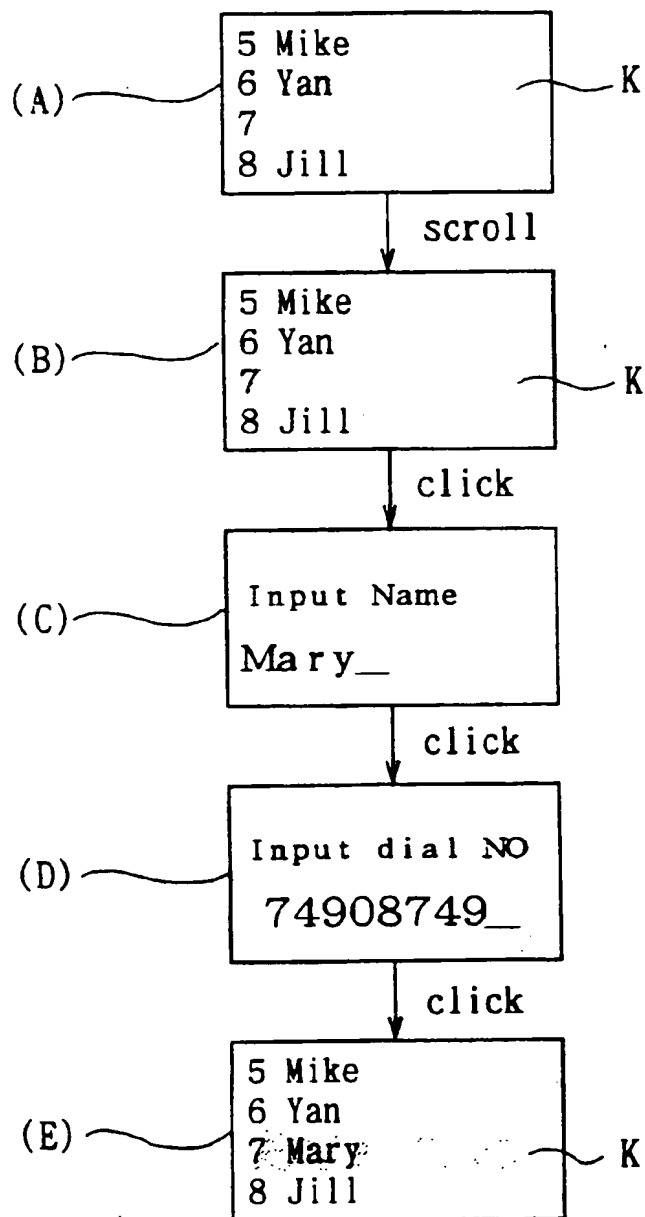 5 Mike
(A)
6 Yan
K
7
8 Jill
scroll
5 Mike
(B)
6 Yan
7
K
8 Jill
click
Input Name
(C)
Mary_
click
Input dial NO
(D)
74908749_
click
5 Mike
6 Yan
(E)
7 Mary
K
8 Jill